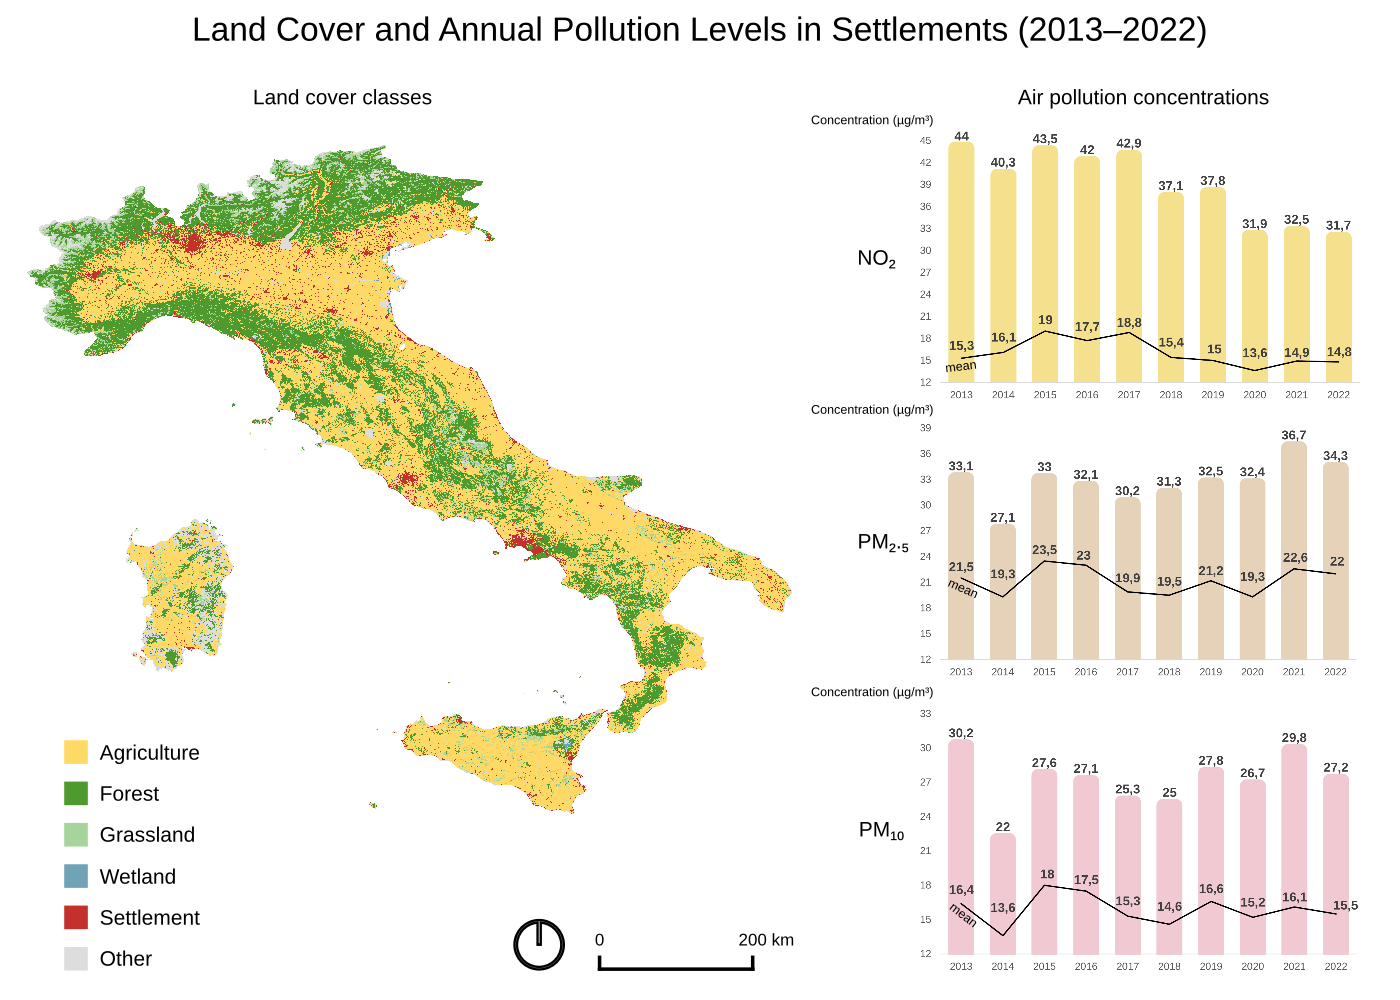 Land Cover and Annual Pollution Levels in Settlements (2013–2022)
Land cover classes
Agriculture
Forest
Grassland
Wetland
Settlement
Other
0 200 km
Air pollution concentrations
Concentration (µg/m³)
NO₂
45
42
39
36
33
30
27
24
21
18
15
12
44 40,3 43,5 42 42,9 37,1 37,8 31,9 32,5 31,7
15,3 16,1 19 17,7 18,8 15,4 15 13,6 14,9 14,8
mean
2013 2014 2015 2016 2017 2018 2019 2020 2021 2022
Concentration (µg/m³)
PM₂.₅
39
36
33
30
27
24
21
18
15
12
33,1 27,1 33 32,1 30,2 31,3 32,5 32,4 36,7 34,3
21,5 19,3 23,5 23 19,9 19,5 21,2 19,3 22,6 22
mean
2013 2014 2015 2016 2017 2018 2019 2020 2021 2022
Concentration (µg/m³)
PM₁₀
33
30
27
24
21
18
15
12
30,2 22 27,6 27,1 25,3 25 27,8 26,7 29,8 27,2
16,4 13,6 18 17,5 15,3 14,6 16,6 15,2 16,1 15,5
mean
2013 2014 2015 2016 2017 2018 2019 2020 2021 2022